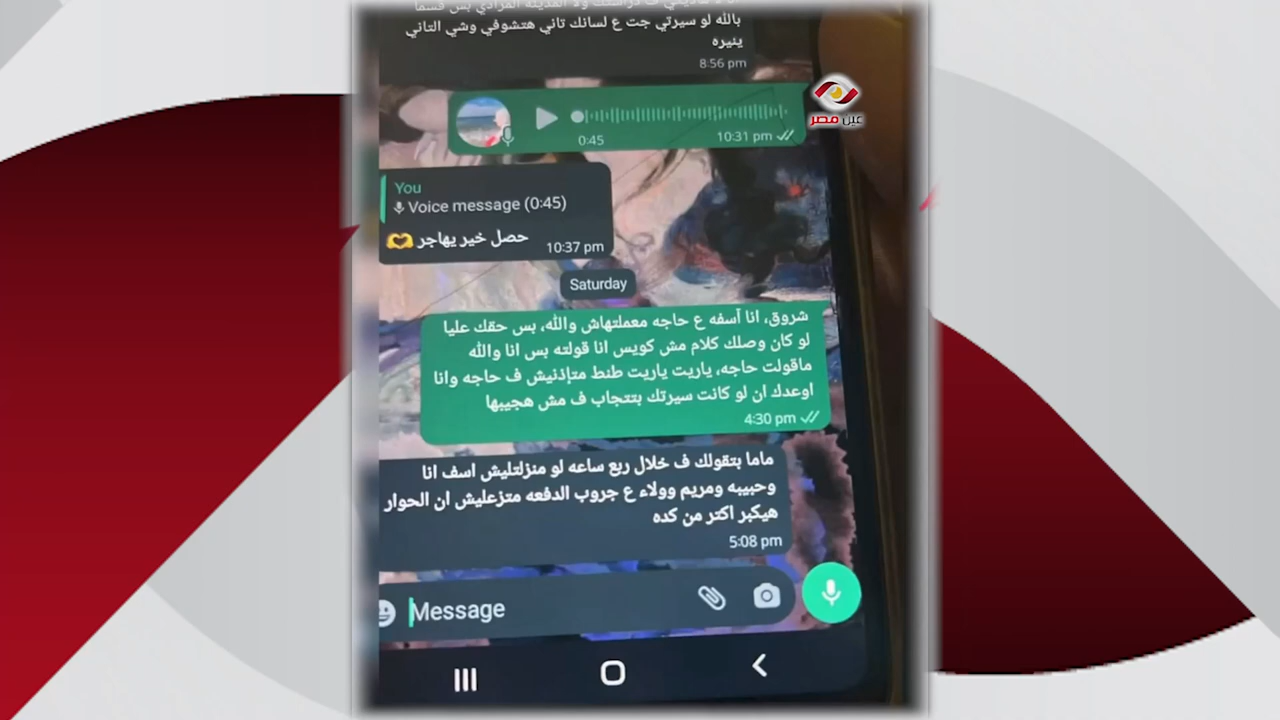 المدينه المرادي بس قسما
بالله لو سيرتي جت ع لسانك تاني هتشوفي وشي التاني
ينيره
8:56 pm
عين مصر
0:45
10:31 pm
You
Voice message (0:45)
حصل خير يهاجر 🫶
10:37 pm
Saturday
شروق، انا آسفه ع حاجه معملتهاش والله، بس حقك عليا
لو كان وصلك كلام مش كويس انا قولته بس انا والله
ماقولت حاجه، ياريت ياريت طنط متإذنيش ف حاجه وانا
اوعدك ان لو كانت سيرتك بتتجاب ف مش هجيبها
4:30 pm
ماما بتقولك ف خلال ربع ساعه لو منزلتليش اسف انا
وحبيبه ومريم وولاء ع جروب الدفعه متزعليش ان الحوار
هيكبر اكتر من كده
5:08 pm
Message